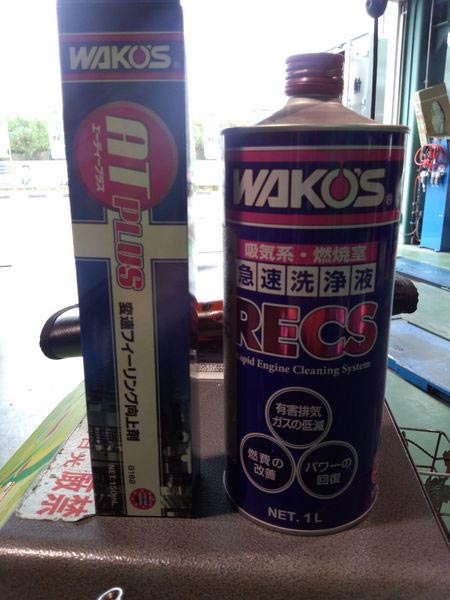 WAKO'S
AT
エーティープラス
PLUS
変速フィーリング向上剤
G162
WAKO'S
吸気系・燃焼室
急速洗浄液
RECS
Rapid Engine Cleaning System
有害排気
ガスの低減
燃費の
改善
パワーの
回復
NET. 1L